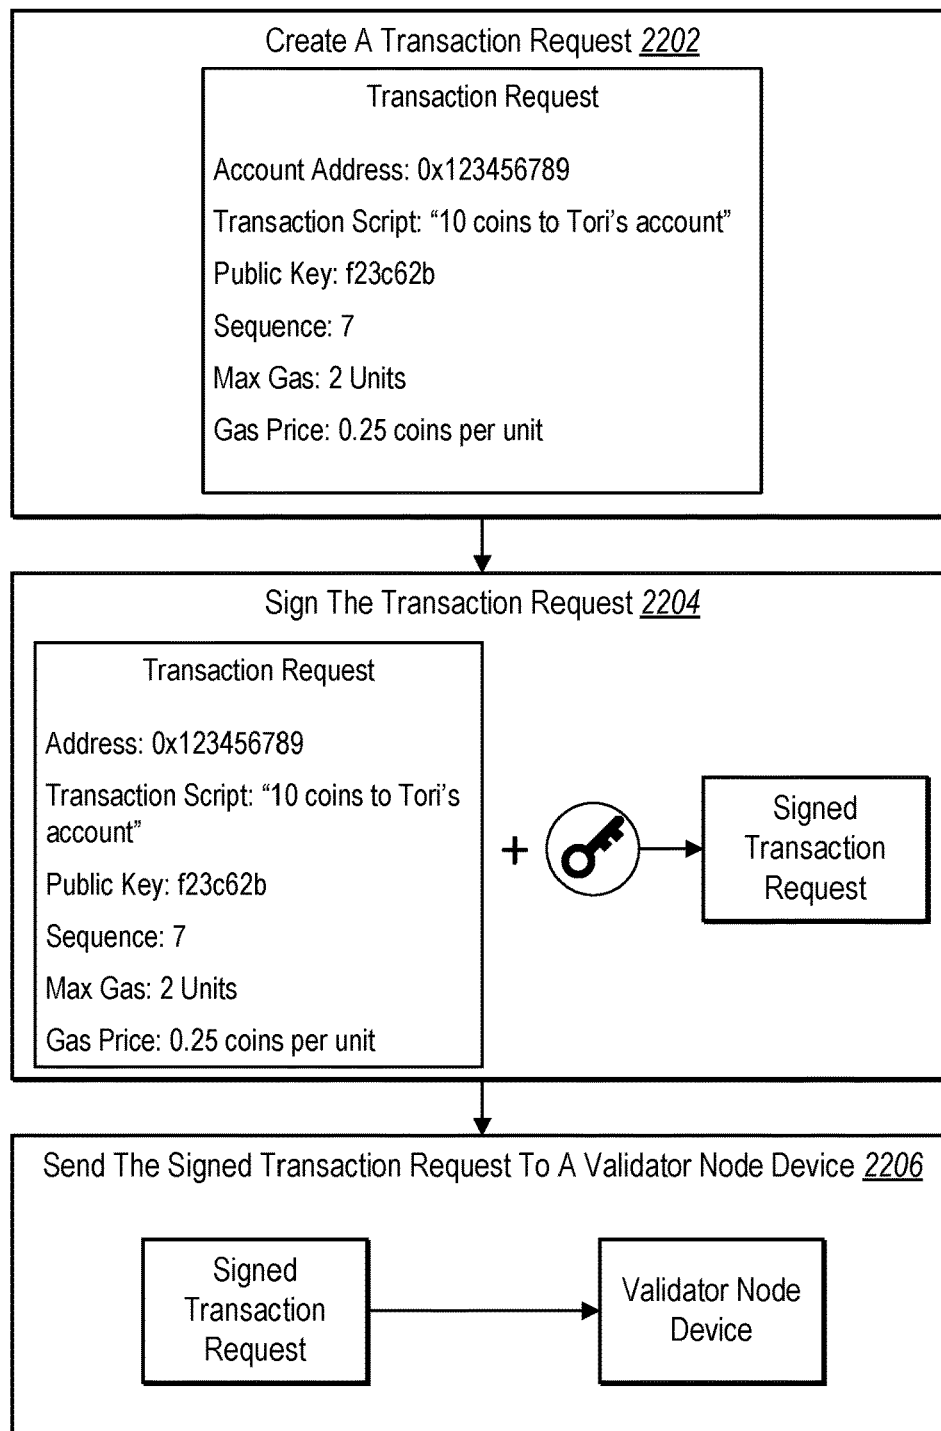 Create A Transaction Request 2202
Transaction Request
Account Address: 0x123456789
Transaction Script: “10 coins to Tori’s account”
Public Key: f23c62b
Sequence: 7
Max Gas: 2 Units
Gas Price: 0.25 coins per unit
Sign The Transaction Request 2204
Transaction Request
Address: 0x123456789
Transaction Script: “10 coins to Tori’s
account”
Public Key: f23c62b
Sequence: 7
Max Gas: 2 Units
Gas Price: 0.25 coins per unit
+
Signed
Transaction
Request
Send The Signed Transaction Request To A Validator Node Device 2206
Signed
Transaction
Request
Validator Node
Device